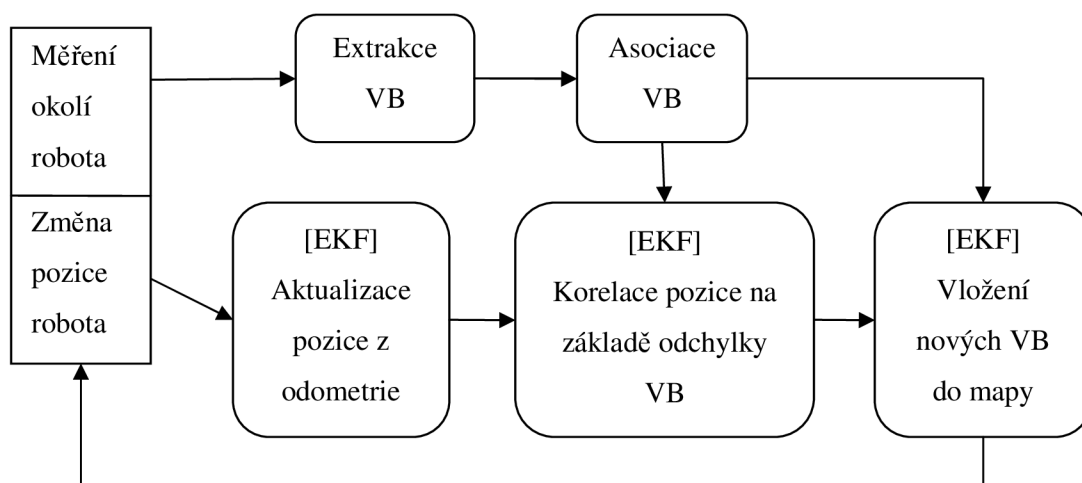 Měření
okolí
robota
Změna
pozice
robota
Extrakce
VB
Asociace
VB
[EKF]
Aktualizace
pozice z
odometrie
[EKF]
Korelace pozice na
základě odchylky
VB
[EKF]
Vložení
nových VB
do mapy